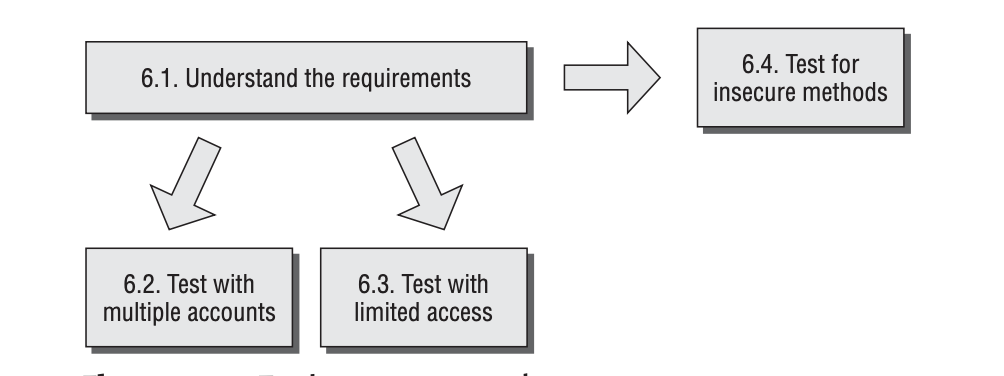 6.1. Understand the requirements
6.4. Test for
insecure methods
6.2. Test with
multiple accounts
6.3. Test with
limited access